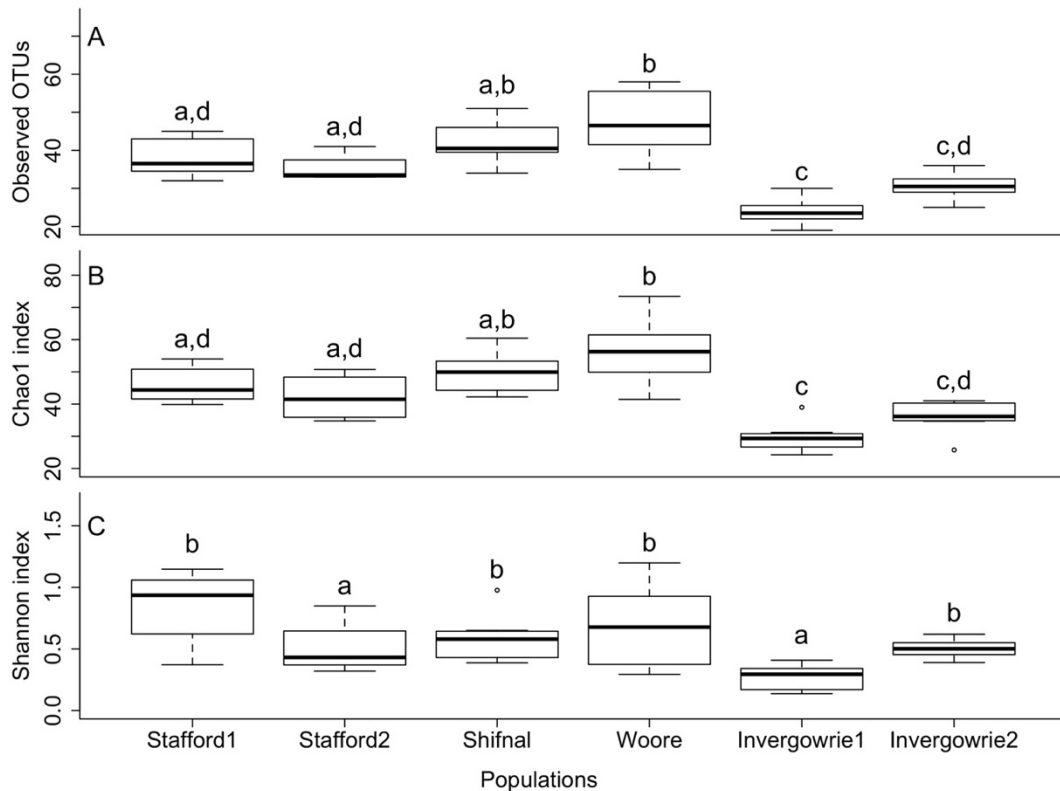 A
Observed OTUs
60
40
20
a,d
a,d
a,b
b
c
c,d
B
Chao1 index
80
60
40
20
a,d
a,d
a,b
b
c
c,d
C
Shannon index
1.5
1.0
0.5
0.0
b
a
b
b
a
b
Stafford1 Stafford2 Shifnal Woore Invergowrie1 Invergowrie2
Populations